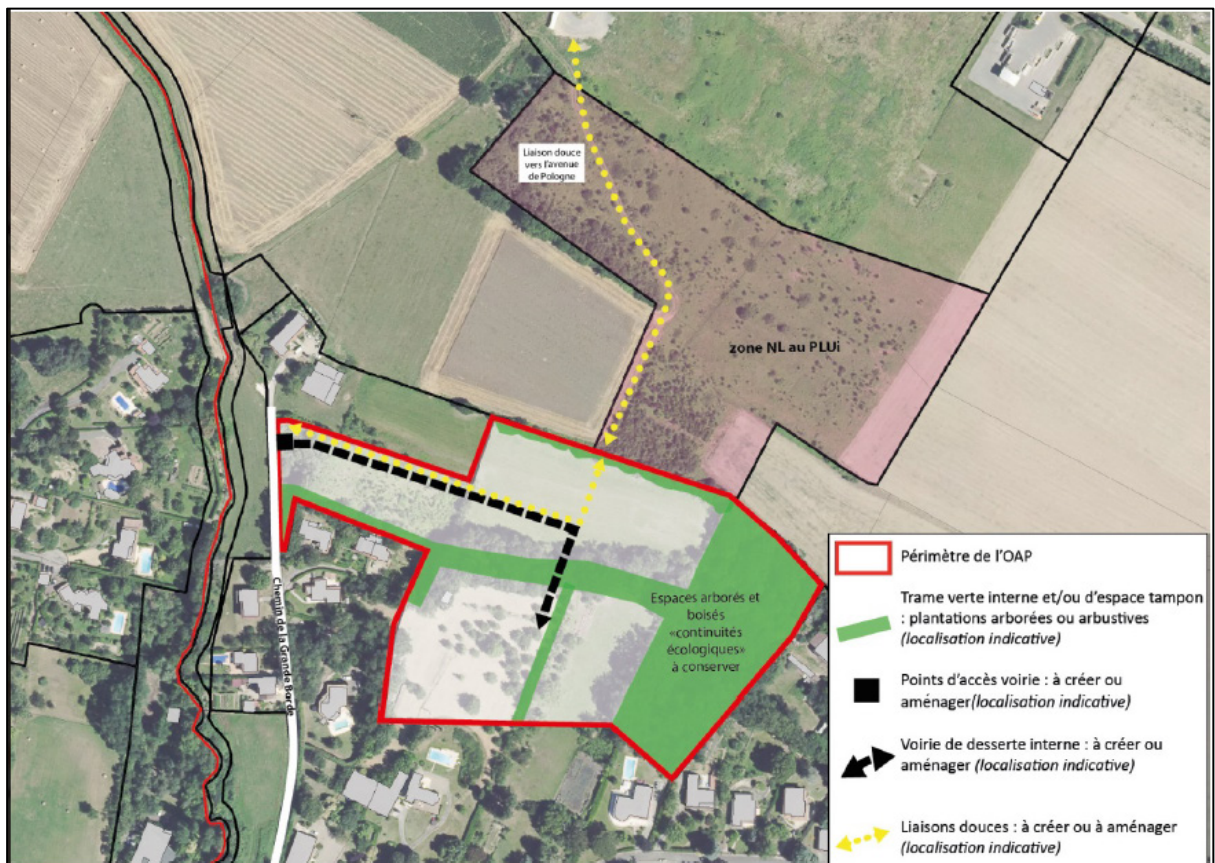 Liaison douce
vers l'avenue
de Pologne
zone NL au PLUi
Chemin de la Grande Borde
Espaces arborés et
boisés
«continuités
écologiques»
à conserver
Périmètre de l'OAP
Trame verte interne et/ou d'espace tampon
: plantations arborées ou arbustives
(localisation indicative)
Points d'accès voirie : à créer ou
aménager(localisation indicative)
Voirie de desserte interne : à créer ou
aménager (localisation indicative)
Liaisons douces : à créer ou à aménager
(localisation indicative)